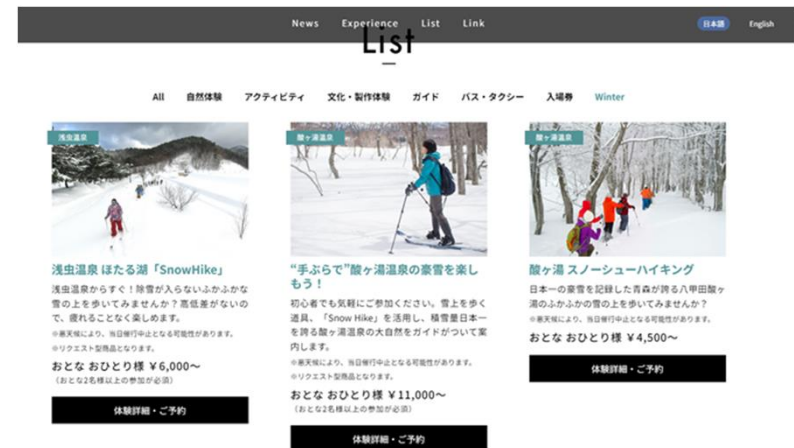 News Experience List Link 日本語 English
List
All 自然体験 アクティビティ 文化・製作体験 ガイド バス・タクシー 入場券 Winter
浅虫温泉
浅虫温泉 ほたる湖「SnowHike」
浅虫温泉からすぐ！除雪が入らないふかふかな
雪の上を歩いてみませんか？高低差がないの
で、疲れることなく楽しめます。
※悪天候により、当日催行中止となる可能性があります。
※リクエスト型商品となります。
おとな おひとり様 ￥6,000～
（おとな2名様以上の参加が必須）
体験詳細・ご予約
酸ヶ湯温泉
“手ぶらで”酸ヶ湯温泉の豪雪を楽し
もう！
初心者でも気軽にご参加ください。雪上を歩く
道具、「Snow Hike」を活用し、積雪量日本一
を誇る酸ヶ湯温泉の大自然をガイドがついて案
内します。
※悪天候により、当日催行中止となる可能性があります。
※リクエスト型商品となります。
おとな おひとり様 ￥11,000～
（おとな2名様以上の参加が必須）
体験詳細・ご予約
酸ヶ湯温泉
酸ヶ湯 スノーシューハイキング
日本一の豪雪を記録した青森が誇る八甲田酸ヶ
湯のふかふかの雪の上を歩いてみませんか？
※悪天候により、当日催行中止となる可能性があります。
おとな おひとり様 ￥4,500～
体験詳細・ご予約